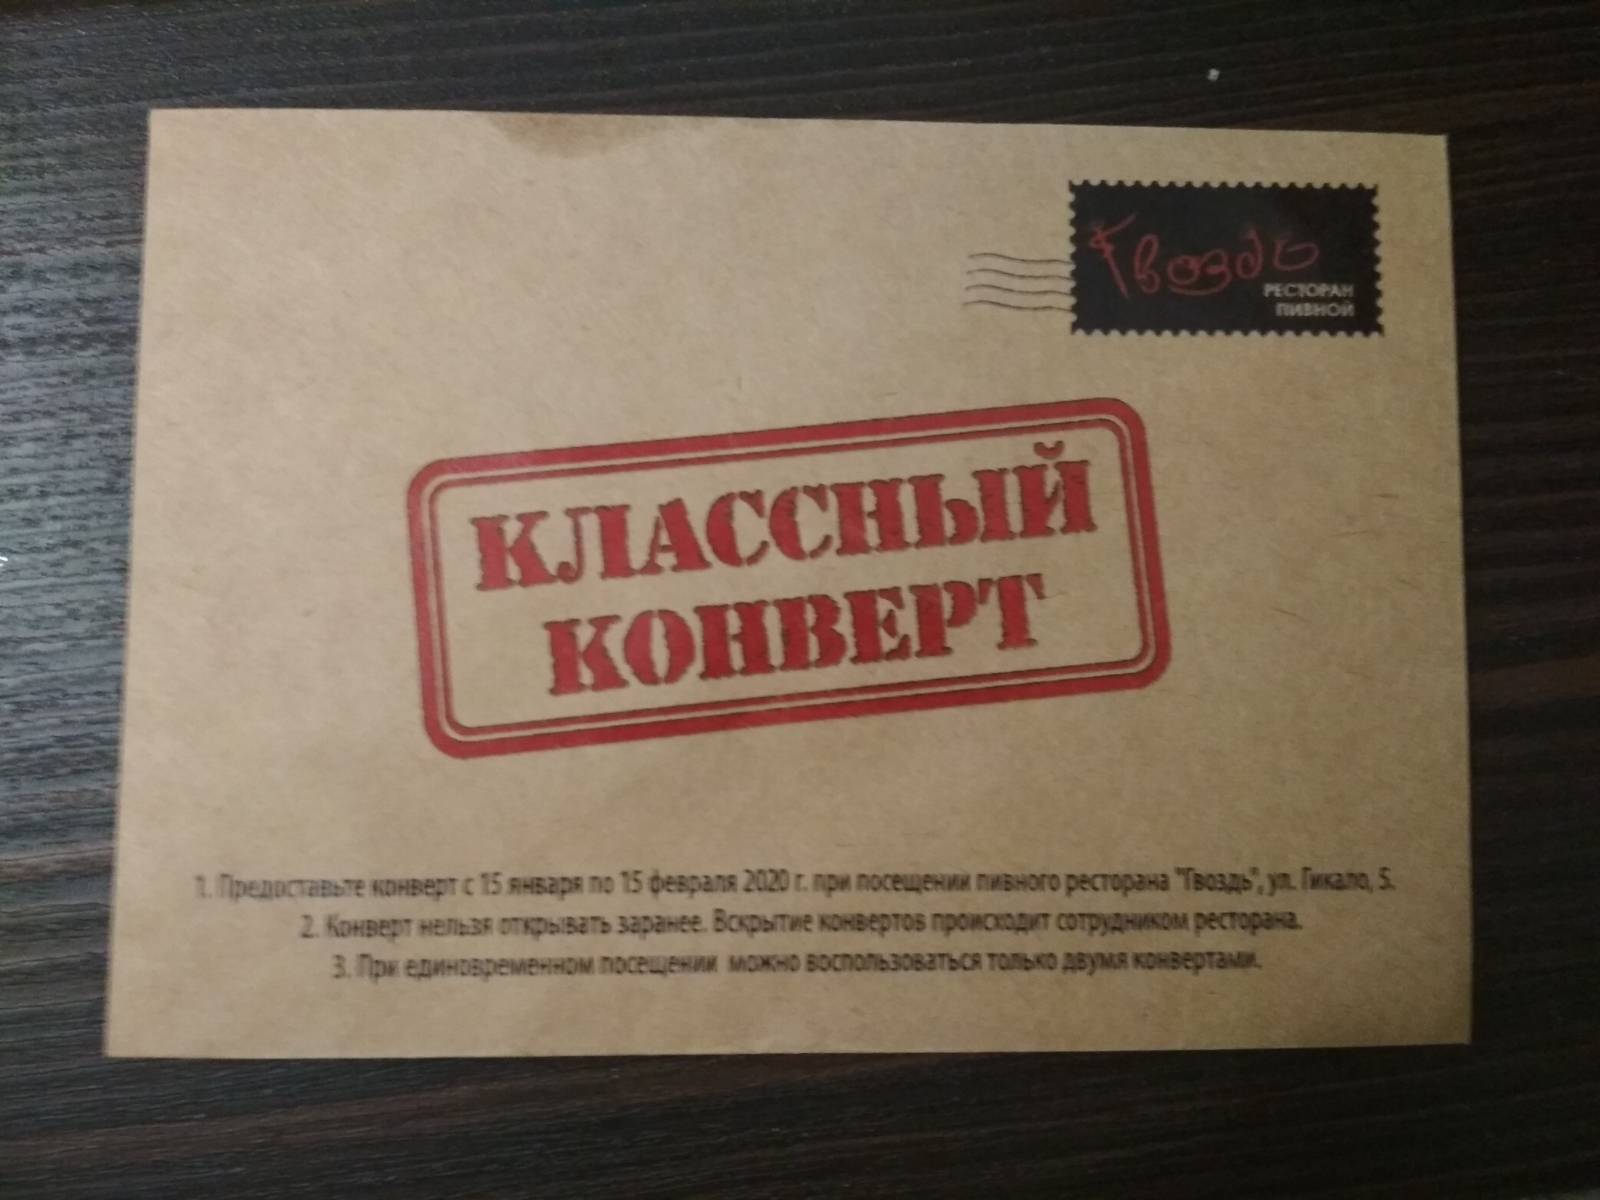 Гвоздь
РЕСТОРАН
ПИВНОЙ
КЛАССНЫЙ
КОНВЕРТ
1. Предоставьте конверт с 15 января по 15 февраля 2020 г. при посещении пивного ресторана "Гвоздь", ул. Гикало, 5.
2. Конверт нельзя открывать заранее. Вскрытие конвертов происходит сотрудником ресторана.
3. При единовременном посещении можно воспользоваться только двумя конвертами.